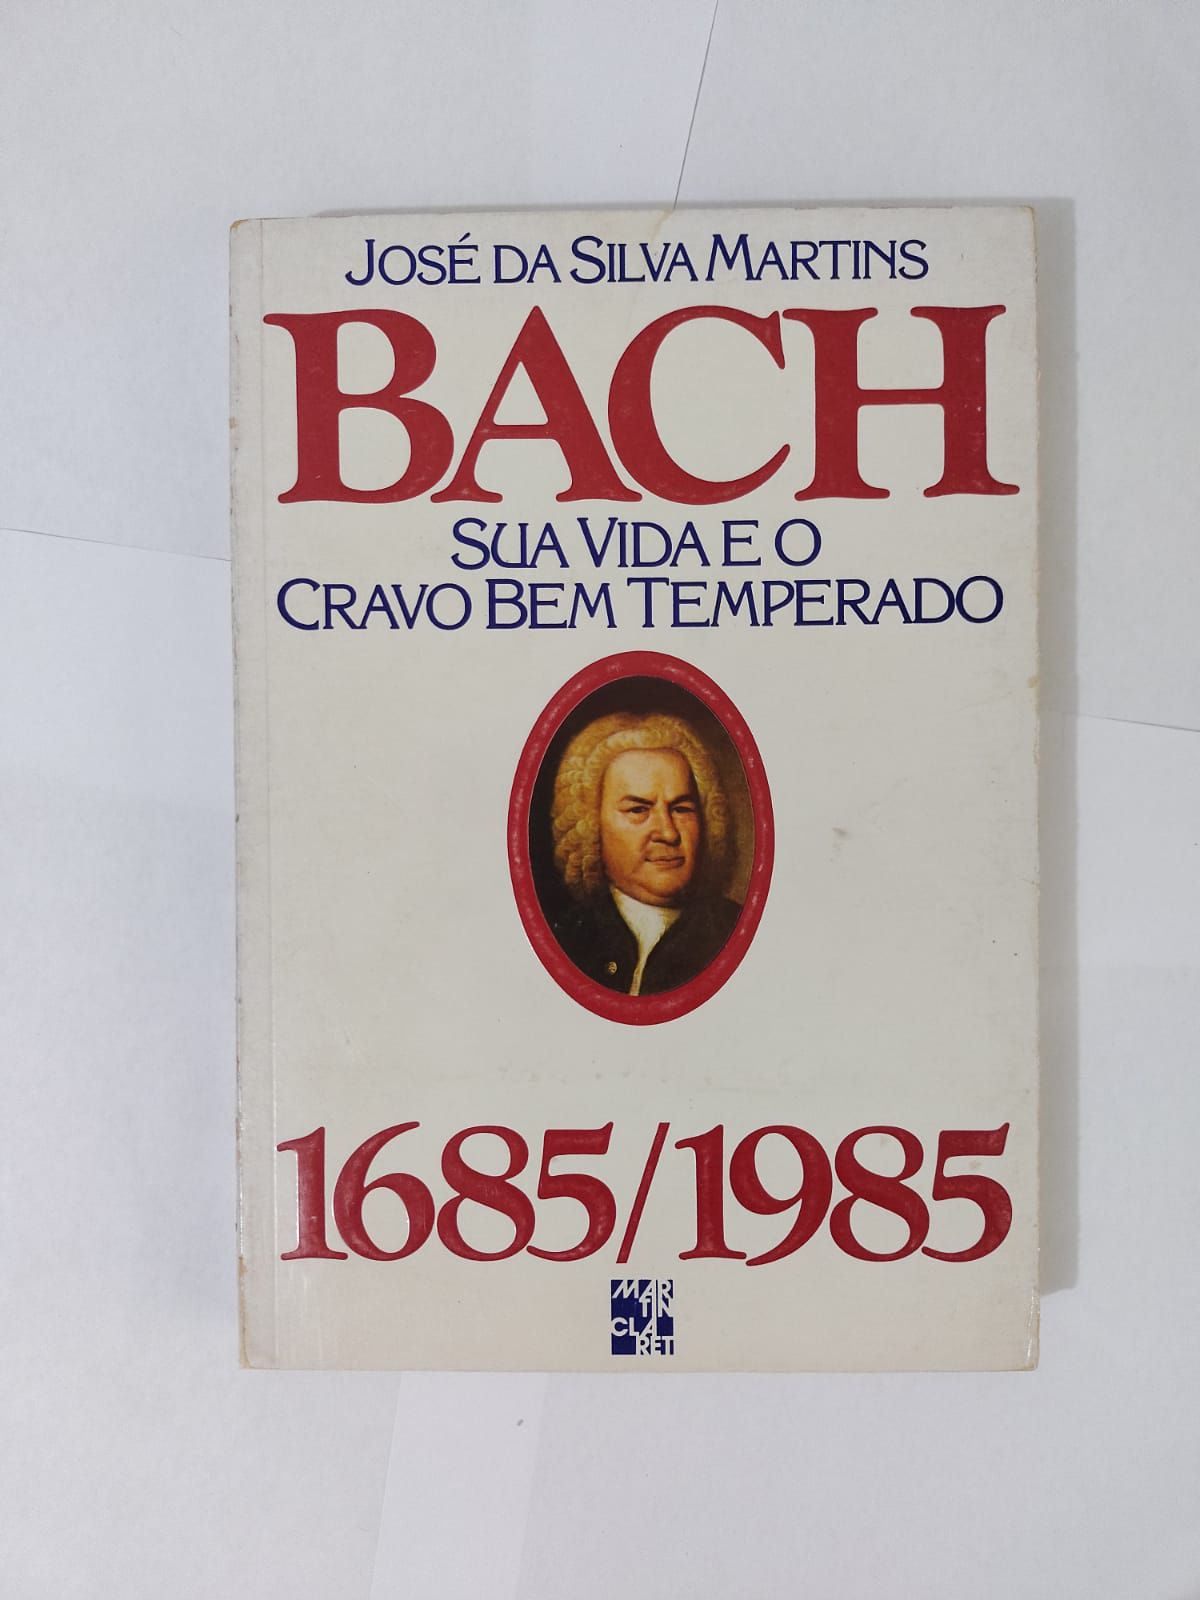 JOSÉ DA SILVA MARTINS
BACH
SUA VIDA E O
CRAVO BEM TEMPERADO
1685/1985
MAR
TIN
CLA
RET